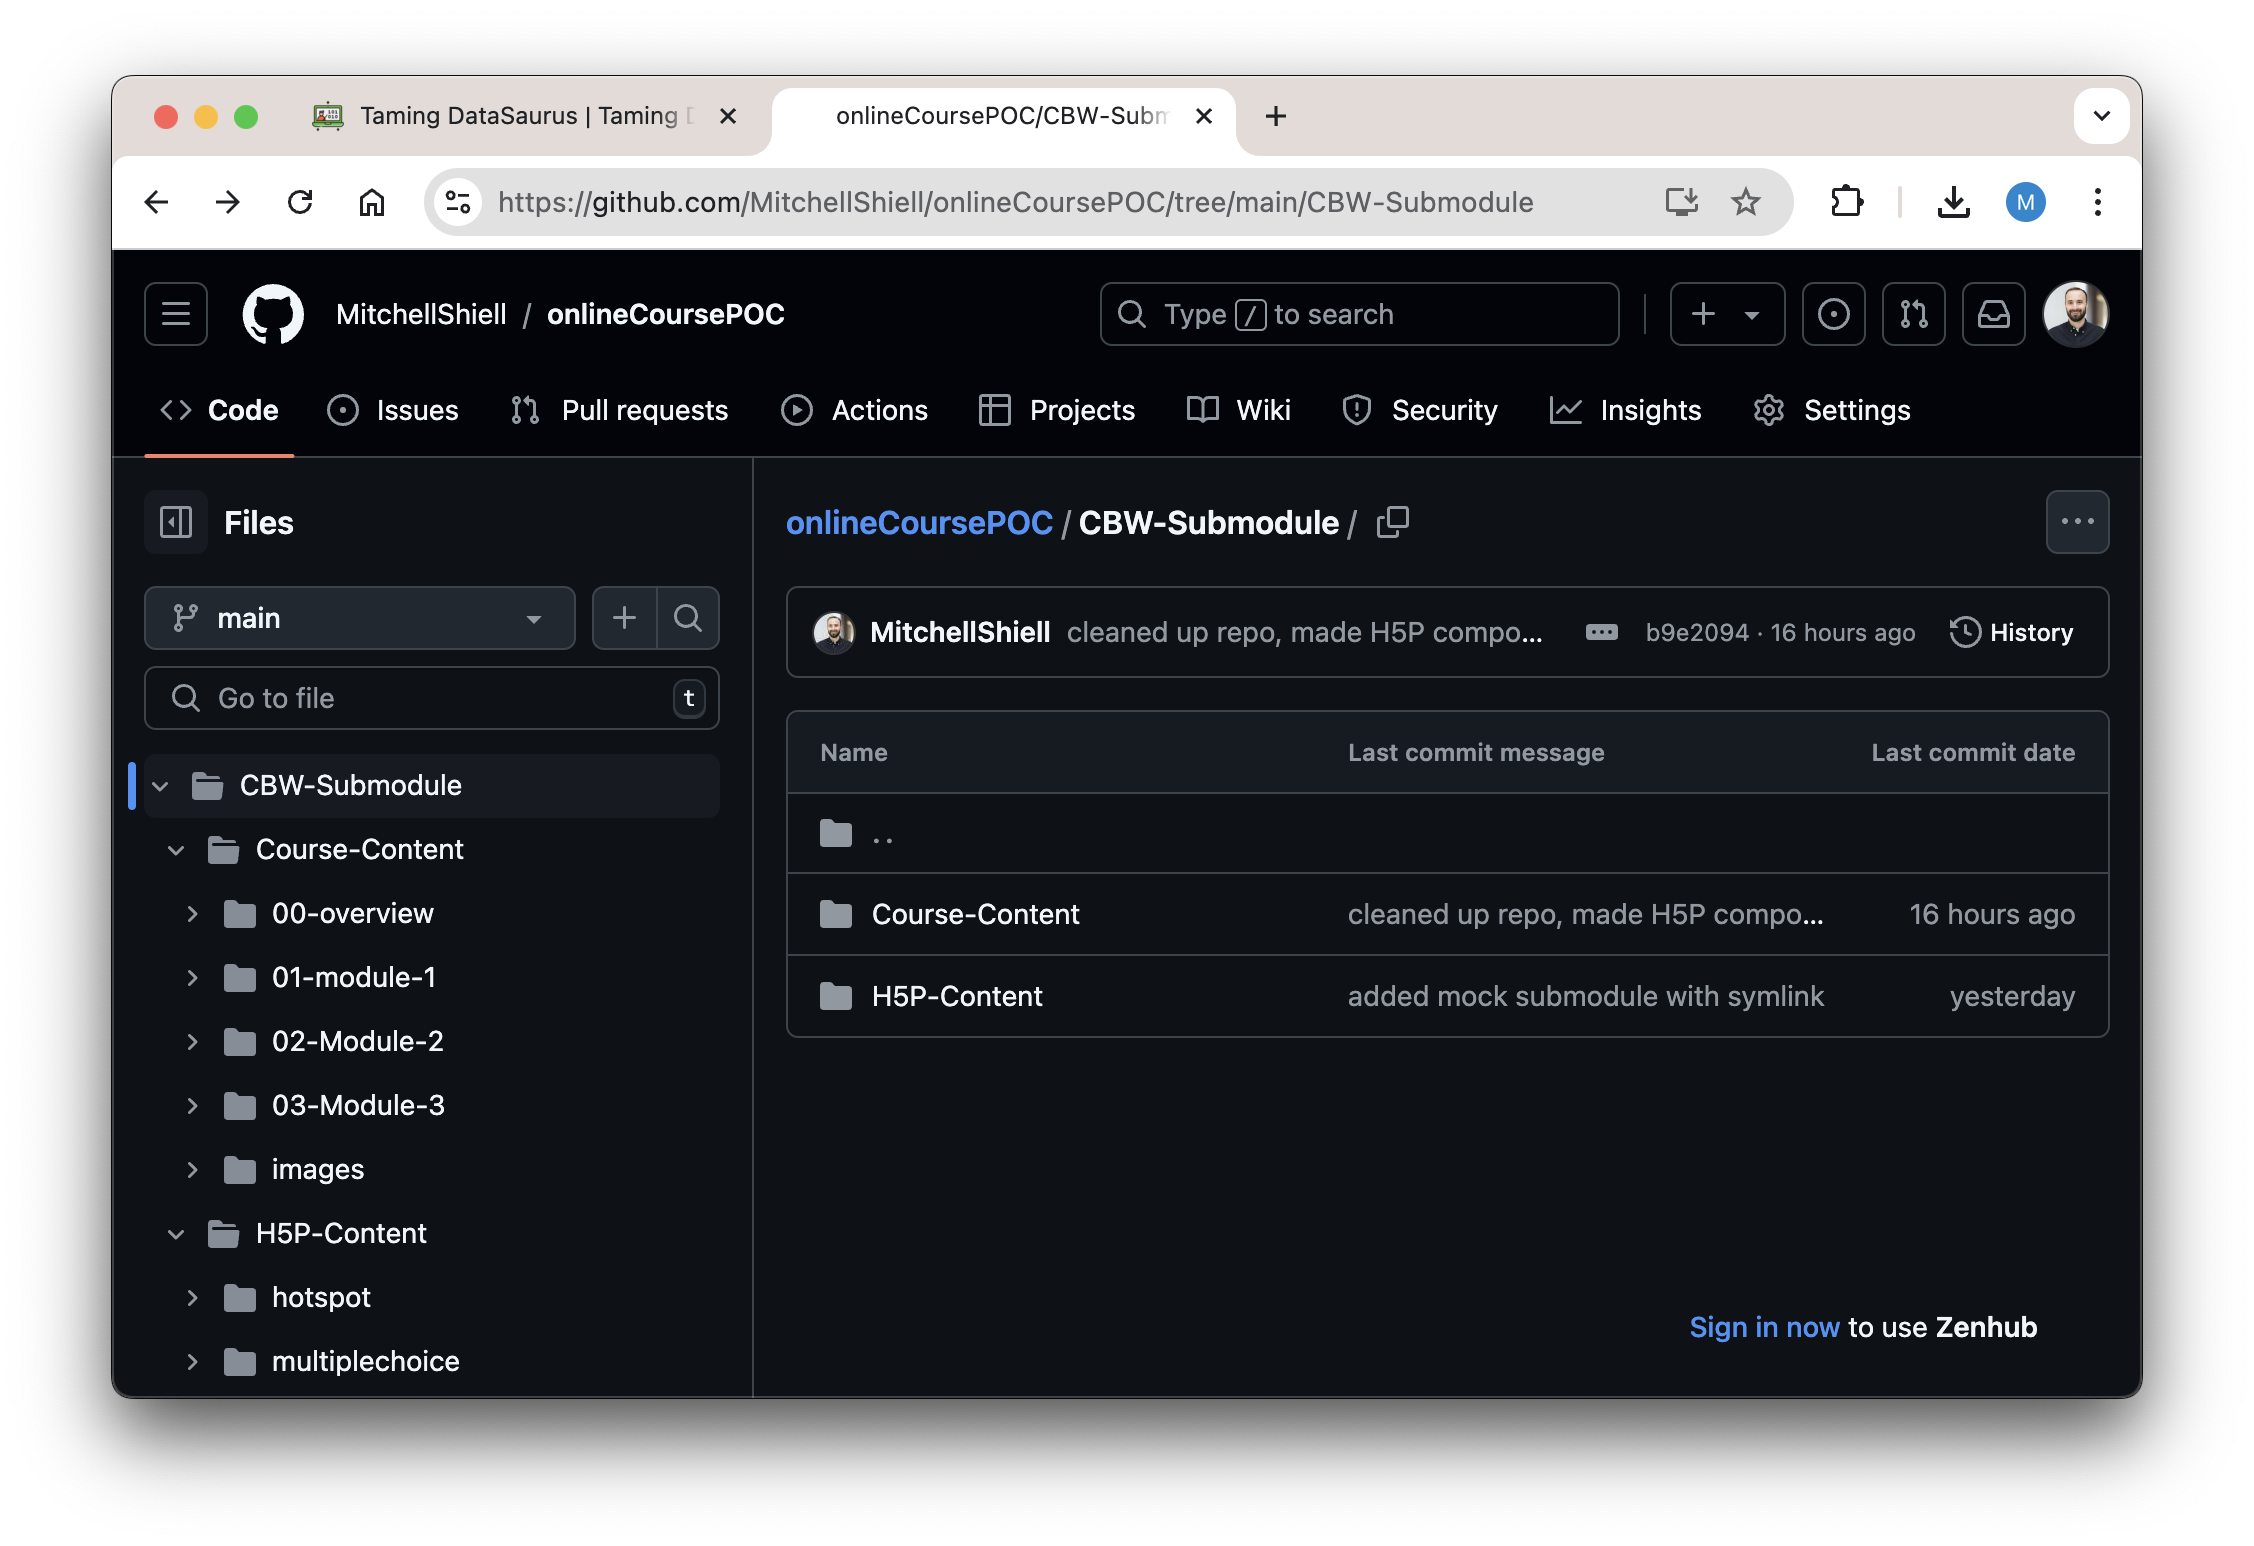 Taming DataSaurus | Taming D
onlineCoursePOC/CBW-Subm
https://github.com/MitchellShiell/onlineCoursePOC/tree/main/CBW-Submodule
M
MitchellShiell / onlineCoursePOC
Type / to search
Code
Issues
Pull requests
Actions
Projects
Wiki
Security
Insights
Settings
Files
main
Go to file
t
CBW-Submodule
Course-Content
00-overview
01-module-1
02-Module-2
03-Module-3
images
H5P-Content
hotspot
multiplechoice
onlineCoursePOC / CBW-Submodule /
MitchellShiell cleaned up repo, made H5P compo... b9e2094 · 16 hours ago History
Name Last commit message Last commit date
..
Course-Content cleaned up repo, made H5P compo... 16 hours ago
H5P-Content added mock submodule with symlink yesterday
Sign in now to use Zenhub